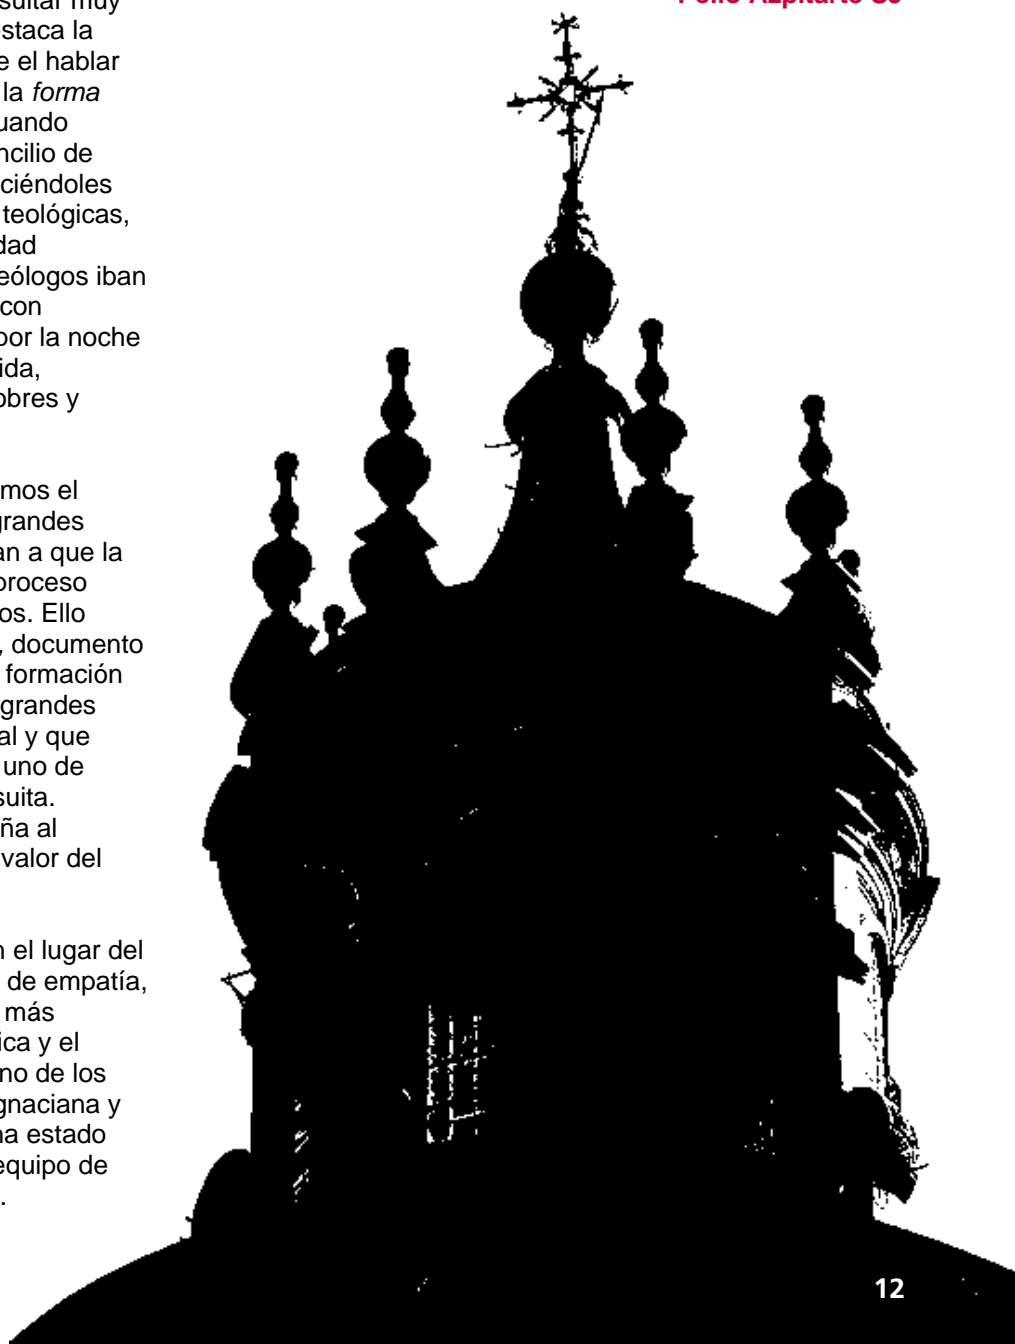 staca la
e el hablar
la forma
uando
ncilio de
ciéndoles
teológicas,
dad
eólogos iban
con
por la noche
ida,
obres y
mos el
grandes
an a que la
proceso
os. Ello
, documento
formación
grandes
al y que
uno de
suita.
ña al
valor del
n el lugar del
de empatía,
más
ica y el
no de los
gnaciana y
na estado
equipo de
.
12